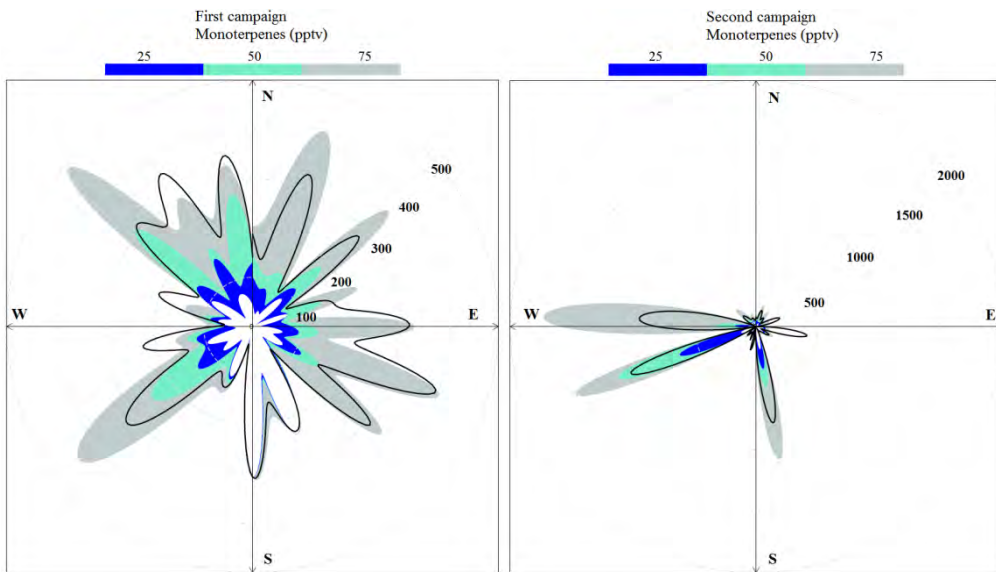 First campaign
Monoterpenes (pptv)
25 50 75
N
500
400
300
200
100
W
E
S
Second campaign
Monoterpenes (pptv)
25 50 75
N
2000
1500
1000
500
W
E
S